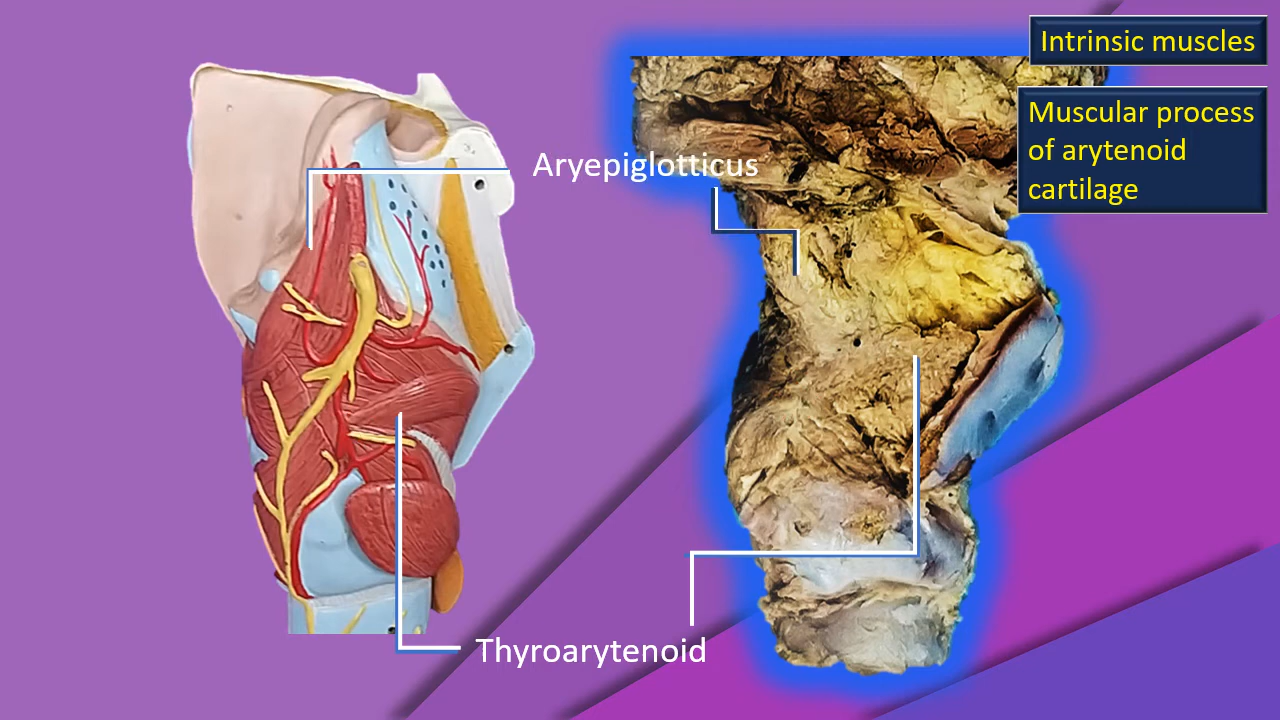 Intrinsic muscles
Muscular process
of arytenoid
cartilage
Aryepiglotticus
Thyroarytenoid